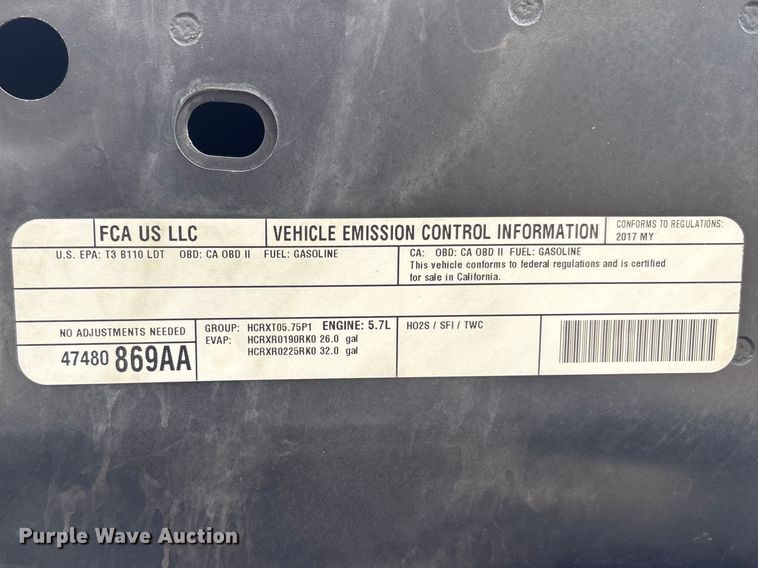 FCA US LLC
VEHICLE EMISSION CONTROL INFORMATION
CONFORMS TO REGULATIONS:
2017 MY
U.S. EPA: T3 B110 LDT OBD: CA OBD II FUEL: GASOLINE
CA: OBD: CA OBD II FUEL: GASOLINE
This vehicle conforms to federal regulations and is certified
for sale in California.
NO ADJUSTMENTS NEEDED
47480 869AA
GROUP: HCRXT05.75P1 ENGINE: 5.7L
EVAP: HCRXR0190RK0 26.0 gal
HCRXR0225RK0 32.0 gal
HO2S / SFI / TWC
Purple Wave Auction